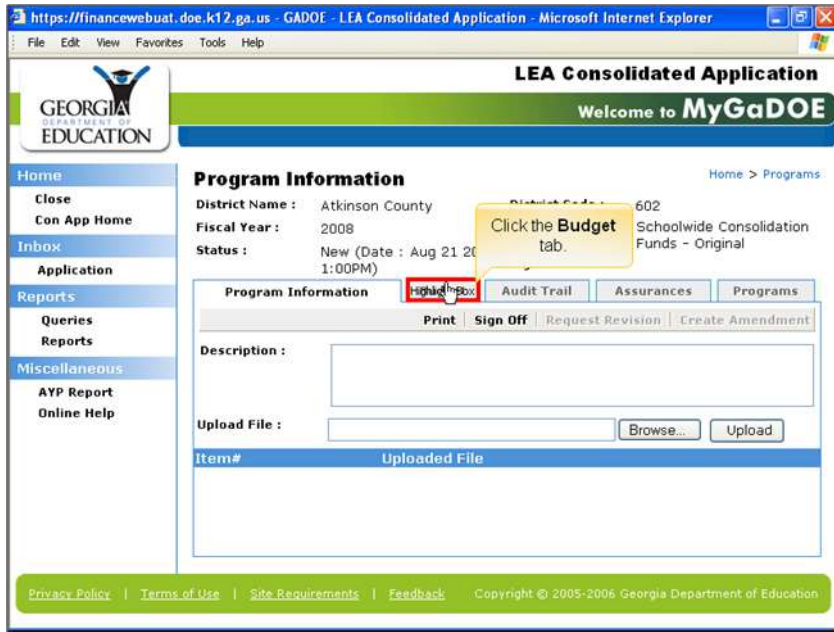 https://financewebuat.doe.k12.ga.us - GADOE - LEA Consolidated Application - Microsoft Internet Explorer
File Edit View Favorites Tools Help
LEA Consolidated Application
GEORGIA
DEPARTMENT OF
EDUCATION
Welcome to MyGaDOE
Home
Close
Con App Home
Inbox
Application
Reports
Queries
Reports
Miscellaneous
AYP Report
Online Help
Program Information
Home > Programs
District Name : Atkinson County 602
Fiscal Year : 2008 Schoolwide Consolidation
Funds - Original
Status : New (Date : Aug 21 20
1:00PM)
Click the Budget
tab.
Program Information Audit Trail Assurances Programs
Print | Sign Off | Request Revision | Create Amendment
Description :
Upload File : Browse... Upload
Item# Uploaded File
Privacy Policy | Terms of Use | Site Requirements | Feedback Copyright © 2005-2006 Georgia Department of Education